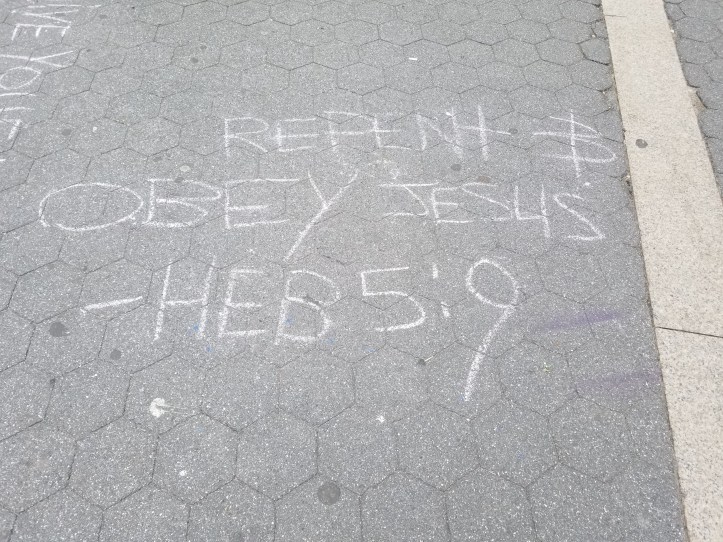 REPENT &
OBEY JESUS
- HEB 5:9